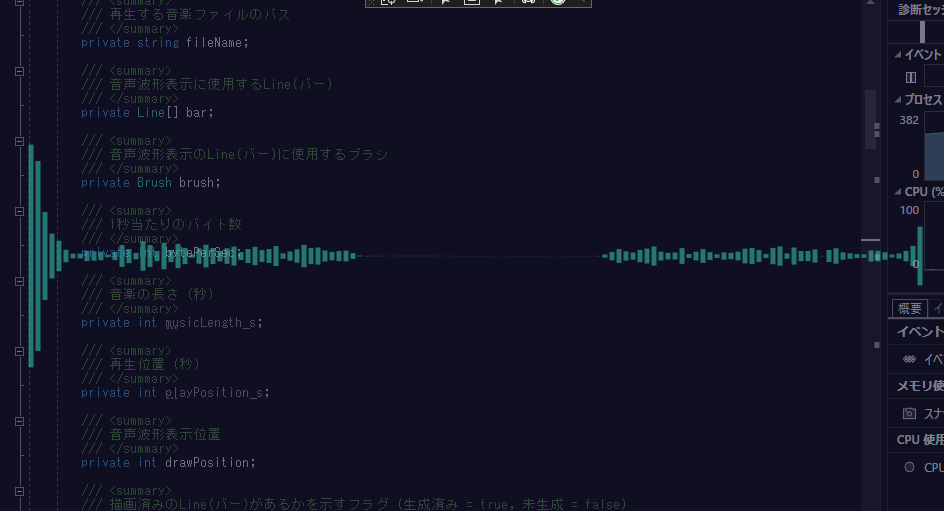 /// <summary>
/// 再生する音楽ファイルのパス
/// </summary>
private string fileName;
/// <summary>
/// 音声波形表示に使用するLine(バー)
/// </summary>
private Line[] bar;
/// <summary>
/// 音声波形表示のLine(バー)に使用するブラシ
/// </summary>
private Brush brush;
/// <summary>
/// 1秒当たりのバイト数
/// </summary>
private int bytePerSec;
/// <summary>
/// 音楽の長さ (秒)
/// </summary>
private int musicLength_s;
/// <summary>
/// 再生位置 (秒)
/// </summary>
private int playPosition_s;
/// <summary>
/// 音声波形表示位置
/// </summary>
private int drawPosition;
/// <summary>
/// 描画済みのLine(バー)があるかを示すフラグ (生成済み = true, 未生成 = false)
診断セッ
イベント
プロセス
382
0
CPU (%
100
0
概要
イ
イベント
イベ
メモリ使
スナ
CPU 使用
CPU